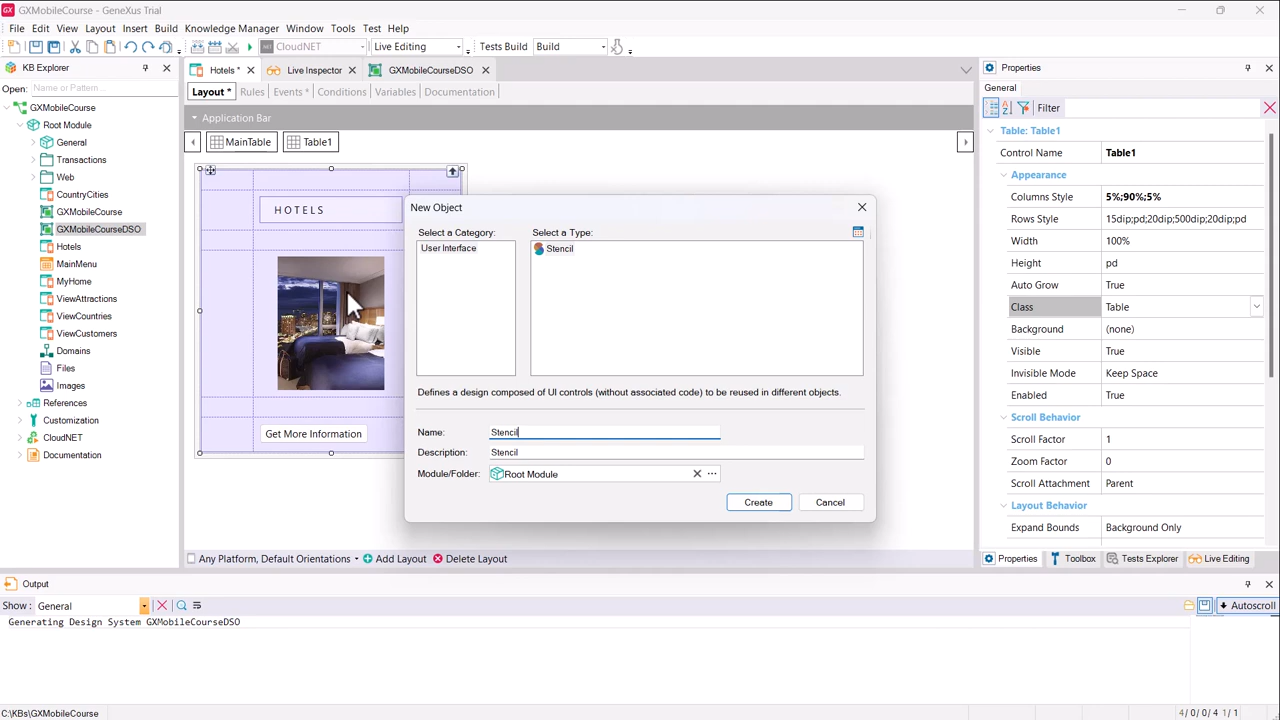 GXMobileCourse - GeneXus Trial
File Edit View Layout Insert Build Knowledge Manager Window Tools Test Help
CloudNET Live Editing Tests Build Build
KB Explorer
Open: Name or Pattern...
GXMobileCourse
Root Module
General
Transactions
Web
CountryCities
GXMobileCourse
GXMobileCourseDSO
Hotels
MainMenu
MyHome
ViewAttractions
ViewCountries
ViewCustomers
Domains
Files
Images
References
Customization
CloudNET
Documentation
Hotels * Live Inspector GXMobileCourseDSO
Layout * Rules Events * Conditions Variables Documentation
Application Bar
MainTable Table1
HOTELS
Get More Information
Any Platform, Default Orientations Add Layout Delete Layout
New Object
Select a Category: Select a Type:
User Interface Stencil
Defines a design composed of UI controls (without associated code) to be reused in different objects.
Name: Stencil
Description: Stencil
Module/Folder: Root Module
Create Cancel
Properties
General
Filter
Table: Table1
Control Name Table1
Appearance
Columns Style 5%;90%;5%
Rows Style 15dip;pd;20dip;500dip;20dip;pd
Width 100%
Height pd
Auto Grow True
Class Table
Background (none)
Visible True
Invisible Mode Keep Space
Enabled True
Scroll Behavior
Scroll Factor 1
Zoom Factor 0
Scroll Attachment Parent
Layout Behavior
Expand Bounds Background Only
Properties Toolbox Tests Explorer Live Editing
Output
Show: General Autoscroll
Generating Design System GXMobileCourseDSO
C:\KBs\GXMobileCourse 4/ 0/ 0/ 4 1/ 1